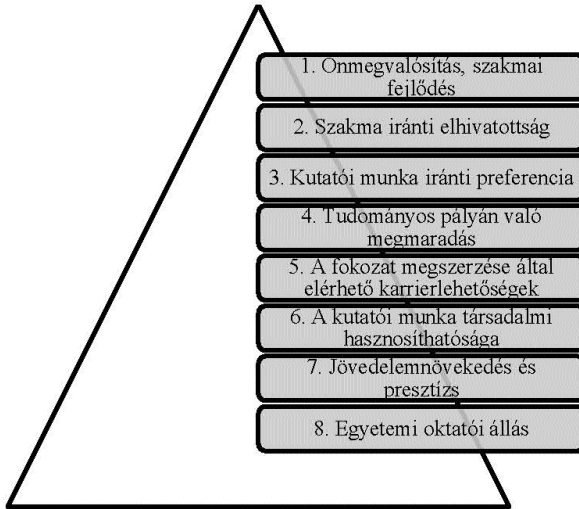 1. Onmegvalósítás, szakmai
fejlődés
2. Szakma iránti elhivatottság
3. Kutatói munka iránti preferencia
4. Tudományos pályán való
megmaradás
5. A fokozat megszerzése által
elérhető karrierlehetőségek
6. A kutatói munka társadalmi
hasznosíthatósága
7. Jövedelemnövekedés és
presztízs
8. Egyetemi oktatói állás